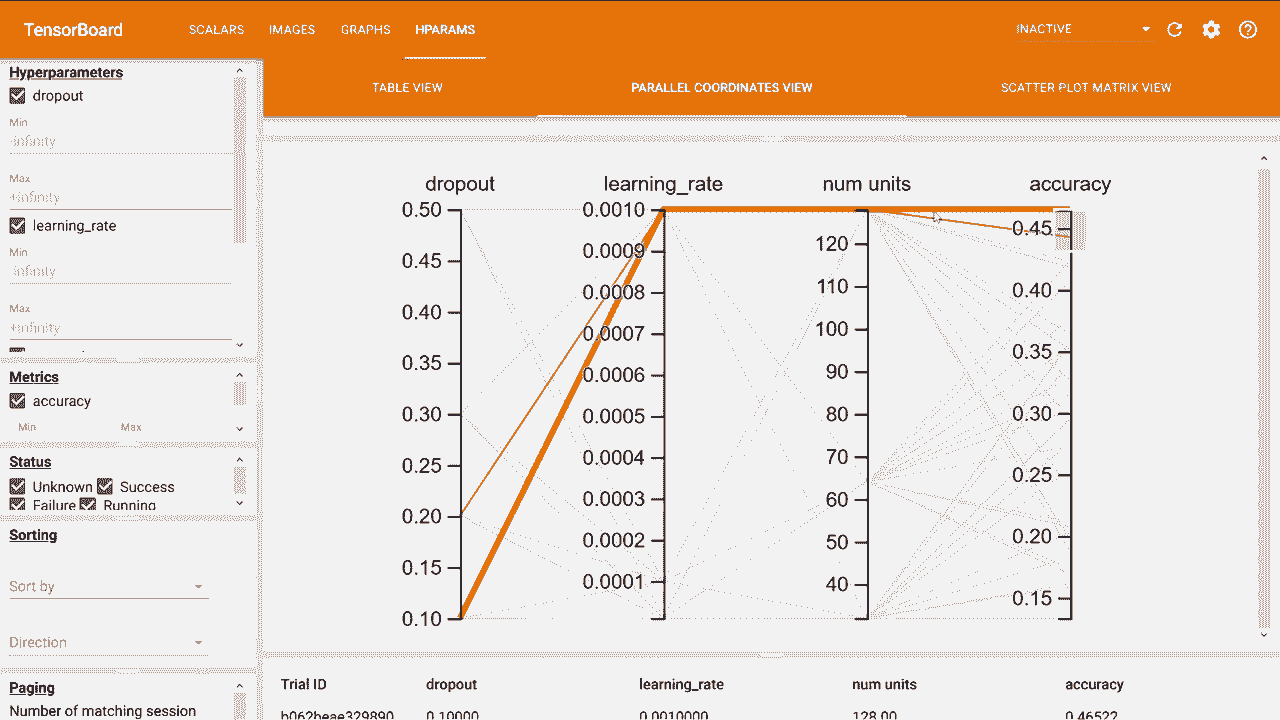 TensorBoard SCALARS IMAGES GRAPHS HPARAMS INACTIVE
TABLE VIEW PARALLEL COORDINATES VIEW SCATTER PLOT MATRIX VIEW
Hyperparameters
dropout
Min
-infinity
Max
+infinity
learning_rate
Min
-infinity
Max
+infinity
Metrics
accuracy
Min Max
Status
Unknown Success
Failure Running
Sorting
Sort by
Direction
Paging
Number of matching session
dropout learning_rate num units accuracy
0.50
0.45
0.40
0.35
0.30
0.25
0.20
0.15
0.10
0.0010
0.0009
0.0008
0.0007
0.0006
0.0005
0.0004
0.0003
0.0002
0.0001
120
110
100
90
80
70
60
50
40
0.45
0.40
0.35
0.30
0.25
0.20
0.15
Trial ID dropout learning_rate num units accuracy
b062beae329890 0.10000 0.0010000 128.00 0.46522